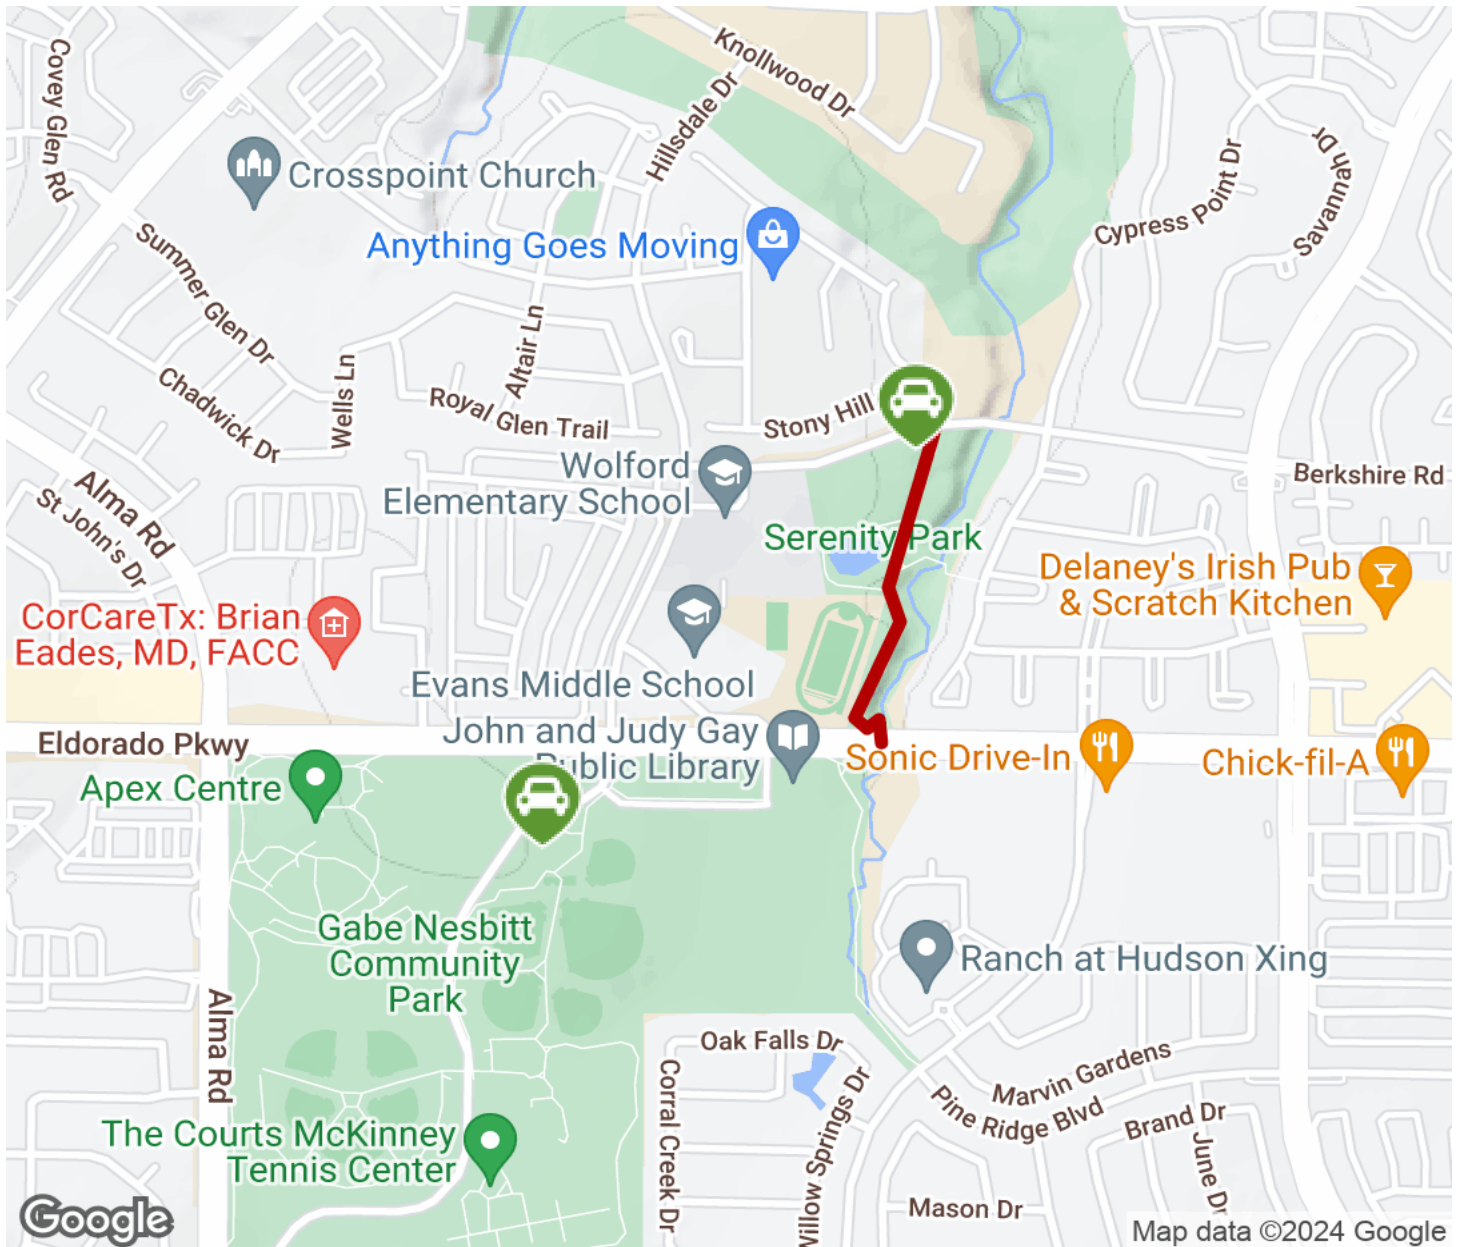 Covey Glen Rd
Knollwood Dr
Hillsdale Dr
Savannah Dr
Crosspoint Church
Cypress Point Dr
Anything Goes Moving
Summer Glen Dr
Altair Ln
Chadwick Dr
Wells Ln
Royal Glen Trail
Stony Hill
Wolford
Elementary School
Berkshire Rd
Alma Rd
St John's Dr
Serenity Park
Delaney's Irish Pub
& Scratch Kitchen
CorCareTx: Brian
Eades, MD, FACC
Evans Middle School
John and Judy Gay
Public Library
Eldorado Pkwy
Sonic Drive-In
Chick-fil-A
Apex Centre
Gabe Nesbitt
Community
Park
Ranch at Hudson Xing
Alma Rd
Oak Falls Dr
Corral Creek Dr
Willow Springs Dr
Marvin Gardens
Pine Ridge Blvd
Brand Dr
June Dr
The Courts McKinney
Tennis Center
Mason Dr
Google
Map data ©2024 Google